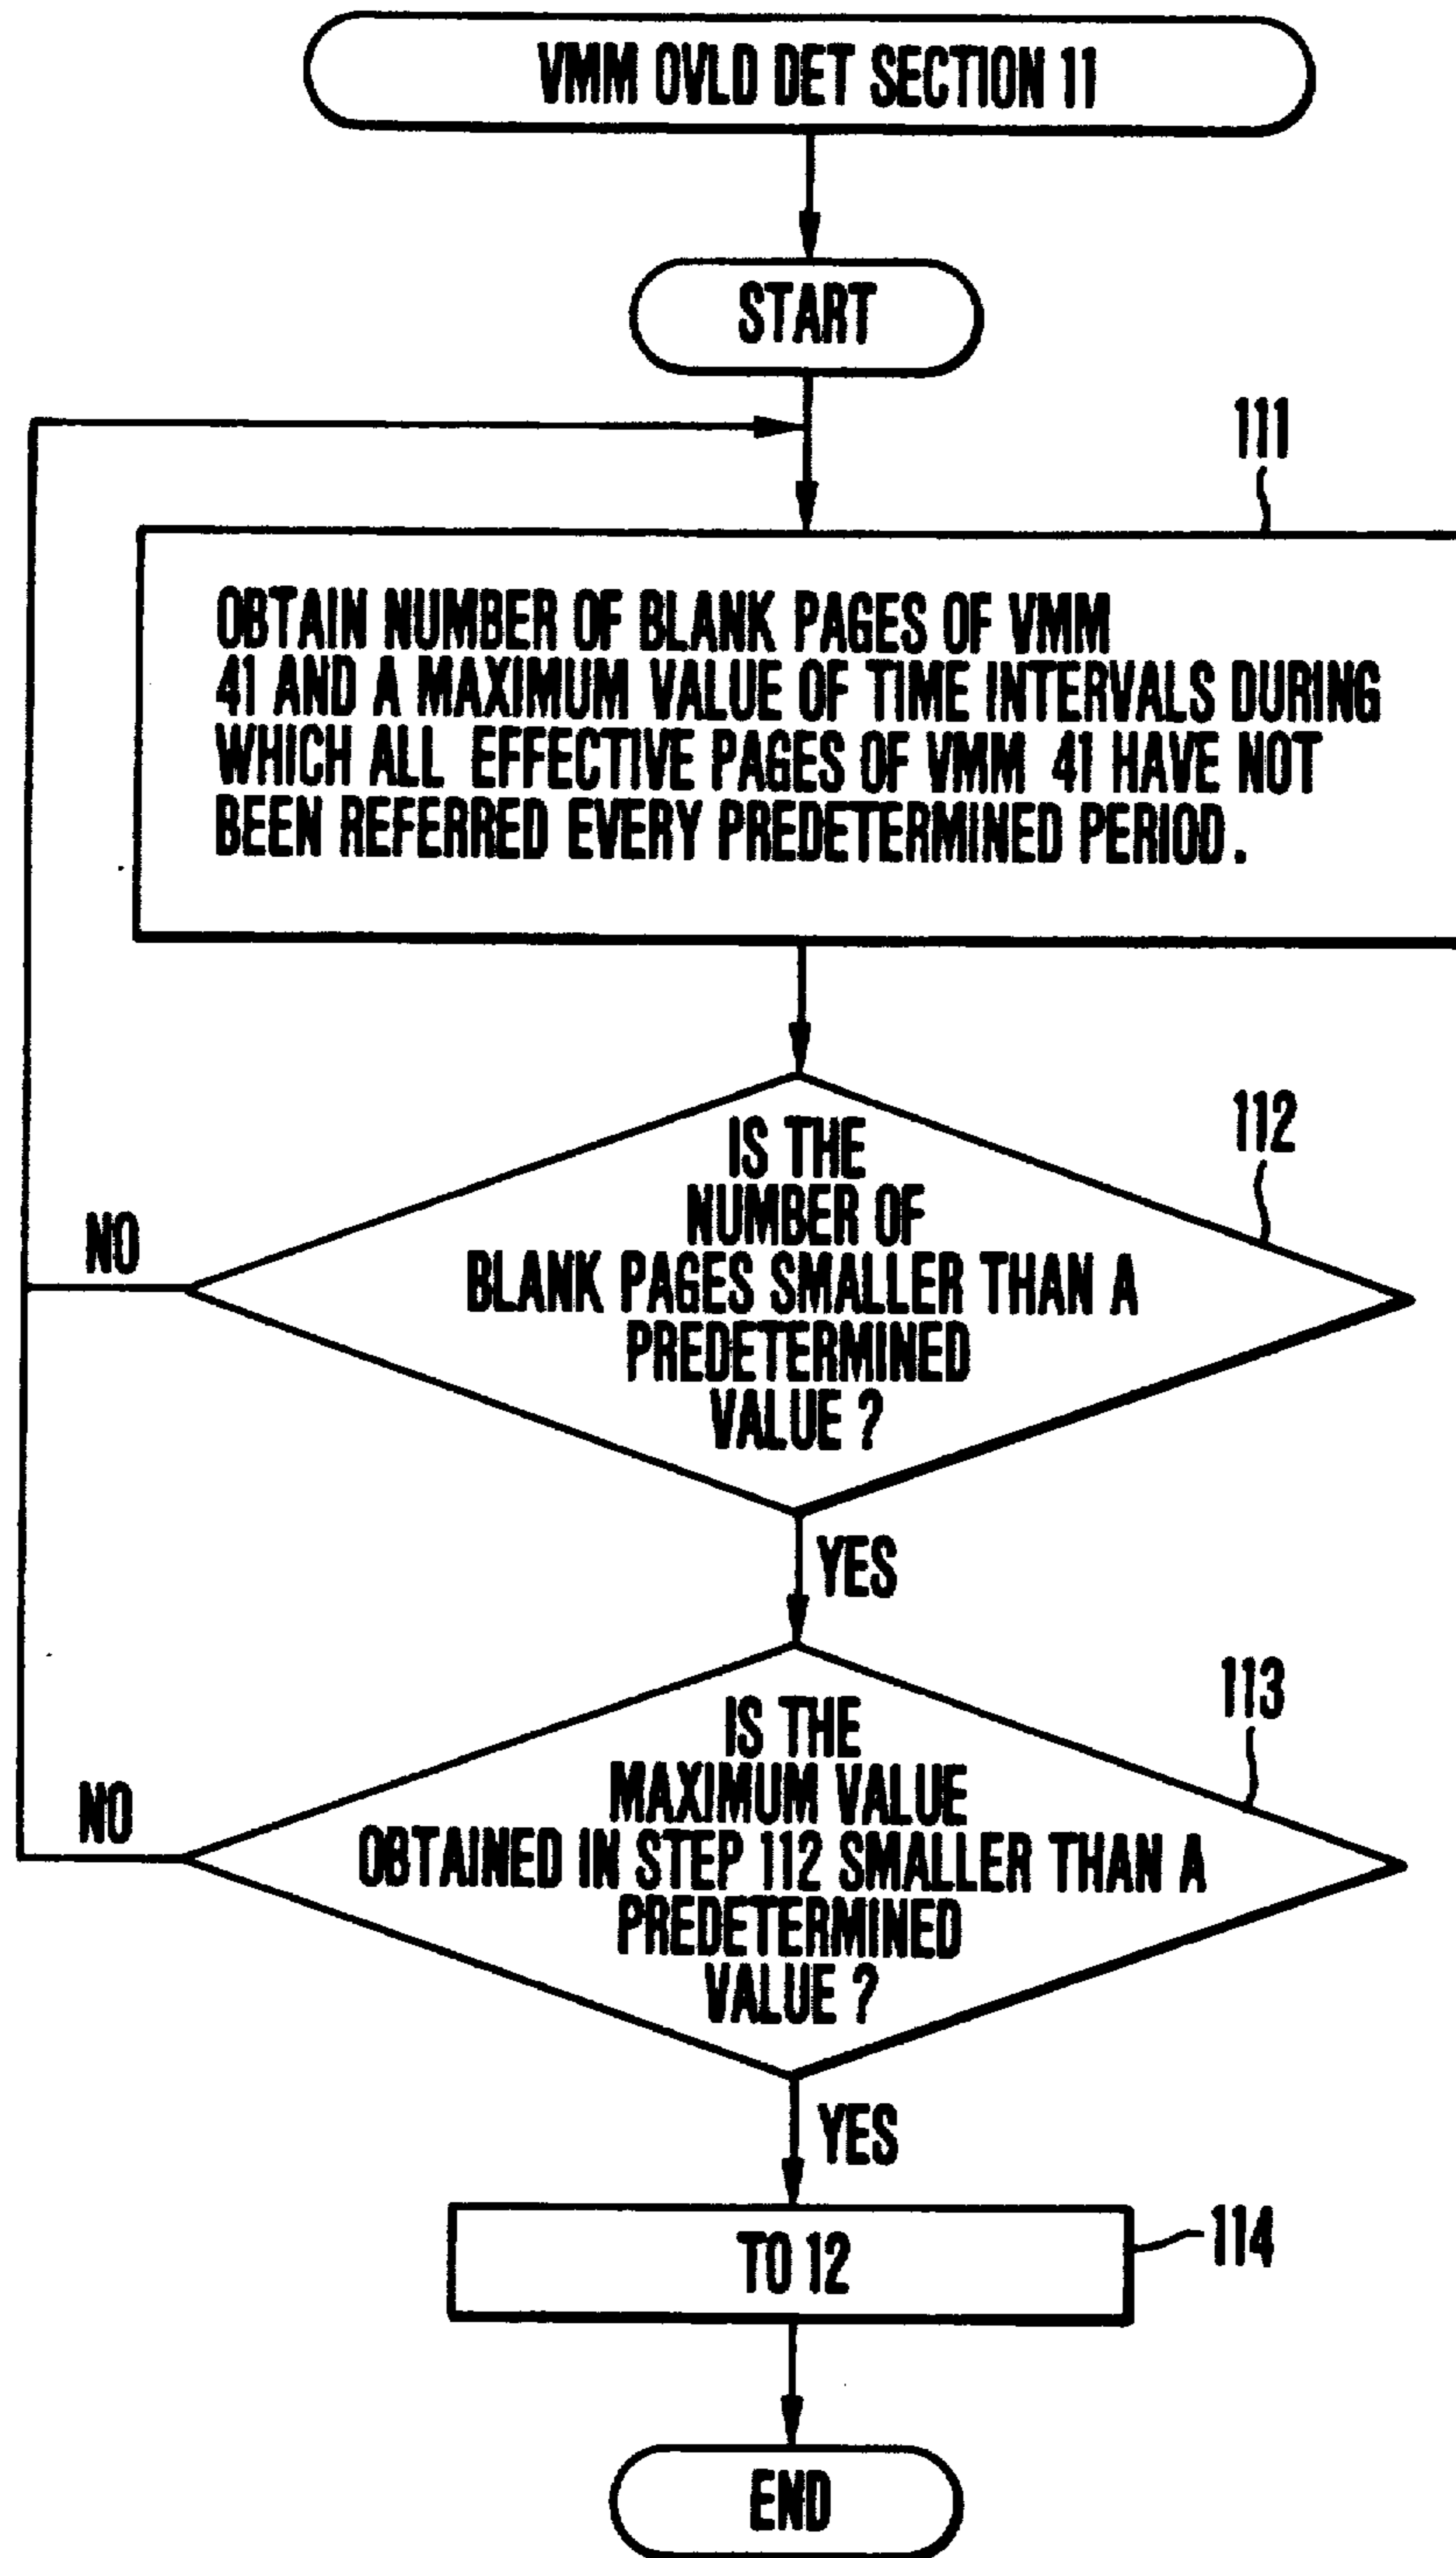 VMM OVLD DET SECTION 11
START
111
OBTAIN NUMBER OF BLANK PAGES OF VMM
41 AND A MAXIMUM VALUE OF TIME INTERVALS DURING
WHICH ALL EFFECTIVE PAGES OF VMM 41 HAVE NOT
BEEN REFERRED EVERY PREDETERMINED PERIOD.
112
IS THE
NUMBER OF
BLANK PAGES SMALLER THAN A
PREDETERMINED
VALUE ?
NO
YES
113
IS THE
MAXIMUM VALUE
OBTAINED IN STEP 112 SMALLER THAN A
PREDETERMINED
VALUE ?
NO
YES
TO 12
114
END